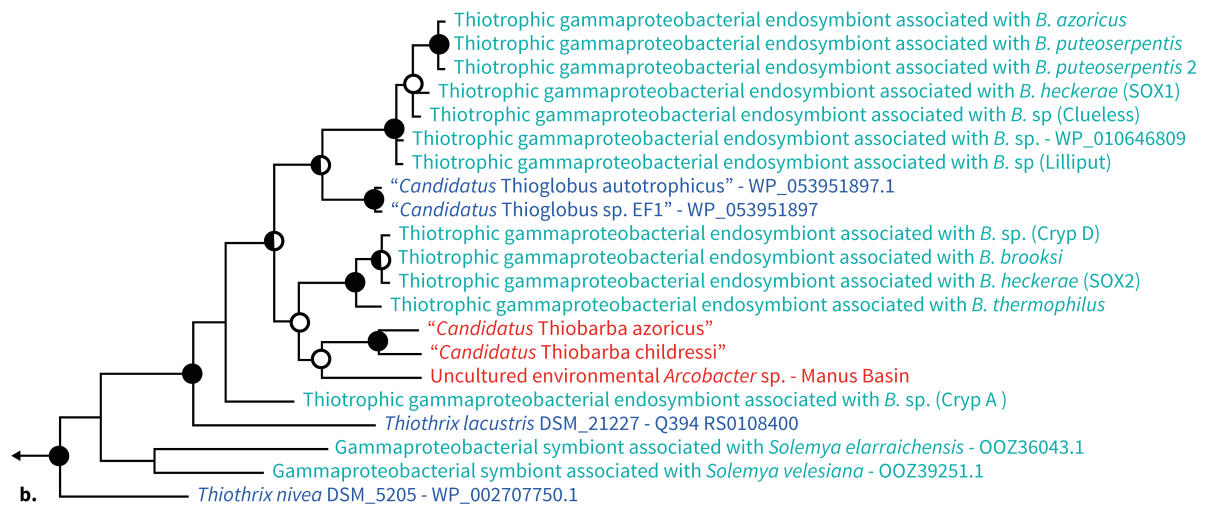 Thiotrophic gammaproteobacterial endosymbiont associated with B. azoricus
Thiotrophic gammaproteobacterial endosymbiont associated with B. puteoserpentis
Thiotrophic gammaproteobacterial endosymbiont associated with B. puteoserpentis 2
Thiotrophic gammaproteobacterial endosymbiont associated with B. heckerae (SOX1)
Thiotrophic gammaproteobacterial endosymbiont associated with B. sp (Clueless)
Thiotrophic gammaproteobacterial endosymbiont associated with B. sp. - WP_010646809
Thiotrophic gammaproteobacterial endosymbiont associated with B. sp (Lilliput)
“Candidatus Thioglobus autotrophicus” - WP_053951897.1
“Candidatus Thioglobus sp. EF1” - WP_053951897
Thiotrophic gammaproteobacterial endosymbiont associated with B. sp. (Cryp D)
Thiotrophic gammaproteobacterial endosymbiont associated with B. brooksi
Thiotrophic gammaproteobacterial endosymbiont associated with B. heckerae (SOX2)
Thiotrophic gammaproteobacterial endosymbiont associated with B. thermophilus
“Candidatus Thiobarba azoricus”
“Candidatus Thiobarba childressi”
Uncultured environmental Arcobacter sp. - Manus Basin
Thiotrophic gammaproteobacterial endosymbiont associated with B. sp. (Cryp A )
Thiothrix lacustris DSM_21227 - Q394 RS0108400
Gammaproteobacterial symbiont associated with Solemya elarraichensis - OOZ36043.1
Gammaproteobacterial symbiont associated with Solemya velesiana - OOZ39251.1
b.
Thiothrix nivea DSM_5205 - WP_002707750.1